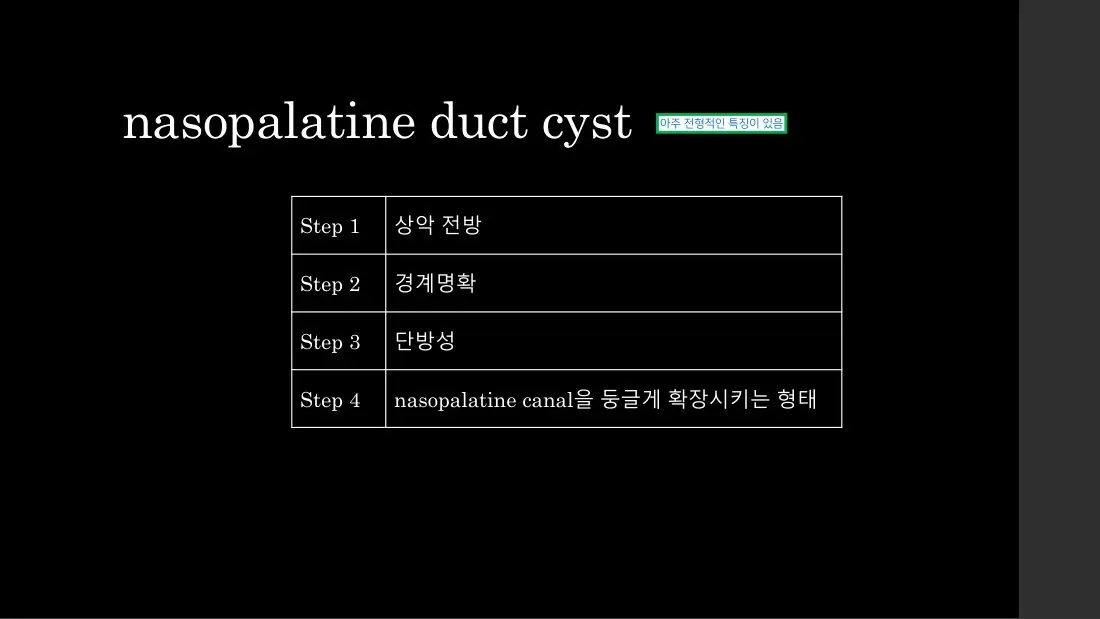 nasopalatine duct cyst 아주 전형적인 특징이 있음
Step 1 상악 전방
Step 2 경계명확
Step 3 단방성
Step 4 nasopalatine canal을 둥글게 확장시키는 형태